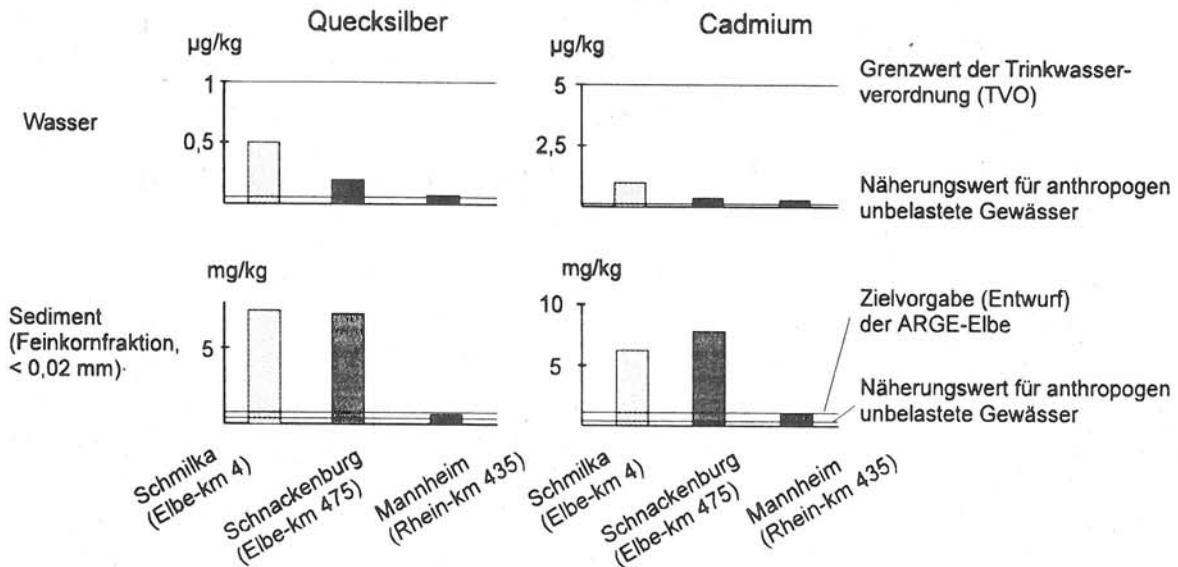 Quecksilber
Cadmium
µg/kg
µg/kg
1
0,5
5
2,5
Wasser
Grenzwert der Trinkwasser-
verordnung (TVO)
Näherungswert für anthropogen
unbelastete Gewässer
mg/kg
mg/kg
5
10
5
Sediment
(Feinkornfraktion,
< 0,02 mm)
Zielvorgabe (Entwurf)
der ARGE-Elbe
Näherungswert für anthropogen
unbelastete Gewässer
Schmilka
(Elbe-km 4)
Schnackenburg
(Elbe-km 475)
Mannheim
(Rhein-km 435)
Schmilka
(Elbe-km 4)
Schnackenburg
(Elbe-km 475)
Mannheim
(Rhein-km 435)